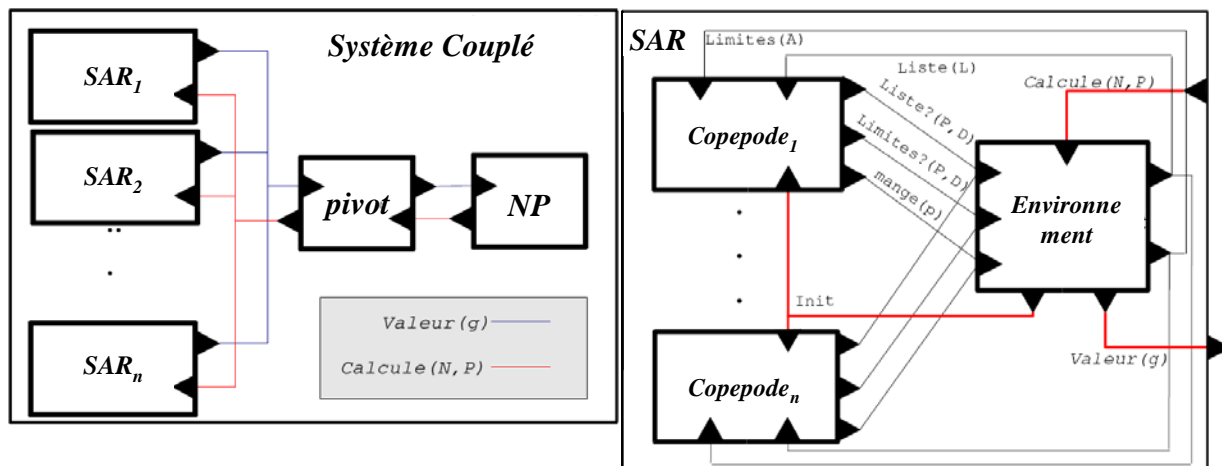 Système Couplé
SAR1
SAR2
SARn
pivot
NP
Valeur(g)
Calcule(N,P)
SAR
Limites(A)
Liste(L)
Calcule(N,P)
Liste?(P,D)
Limites?(P,D)
mange(p)
Copepode1
Environne
ment
Init
Copepoden
Valeur(g)